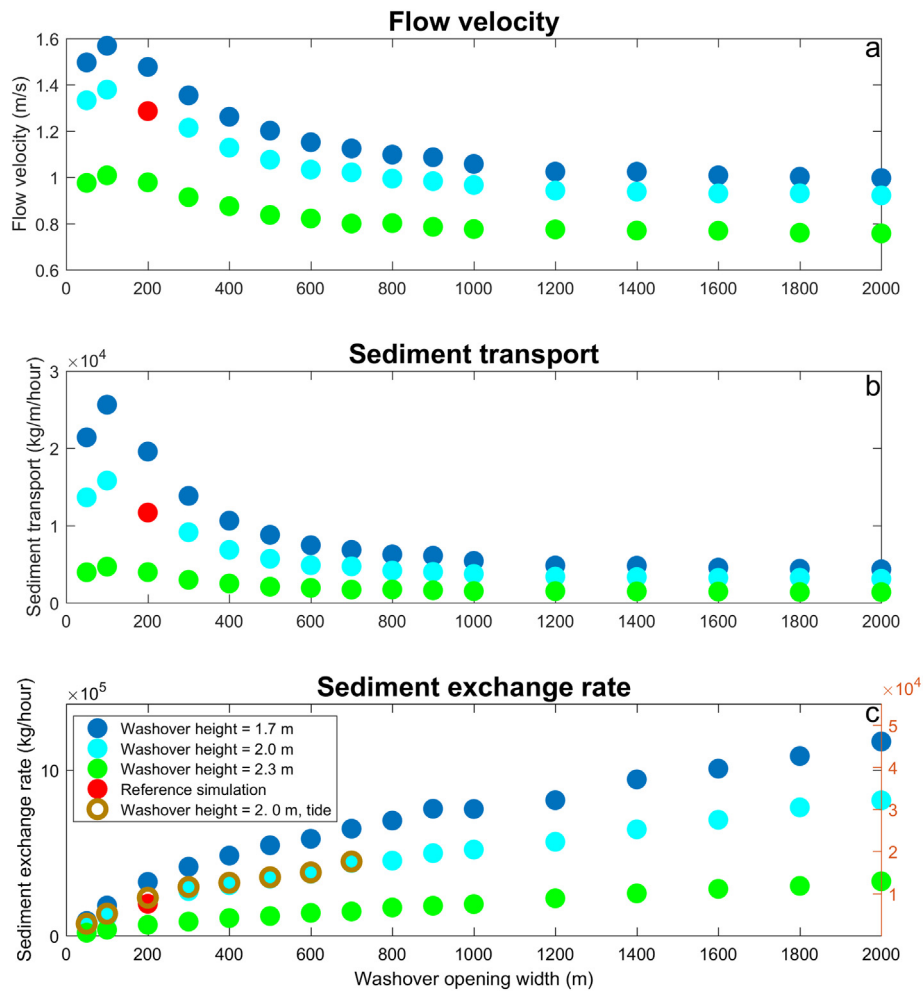 Flow velocity
a
Flow velocity (m/s)
1.6
1.4
1.2
1
0.8
0.6
0 200 400 600 800 1000 1200 1400 1600 1800 2000
Sediment transport
×10⁴
b
Sediment transport (kg/m/hour)
3
2
1
0
0 200 400 600 800 1000 1200 1400 1600 1800 2000
Sediment exchange rate
×10⁵
×10⁴
c
Sediment exchange rate (kg/hour)
10
0
5
4
3
2
1
Washover height = 1.7 m
Washover height = 2.0 m
Washover height = 2.3 m
Reference simulation
Washover height = 2. 0 m, tide
0 200 400 600 800 1000 1200 1400 1600 1800 2000
Washover opening width (m)